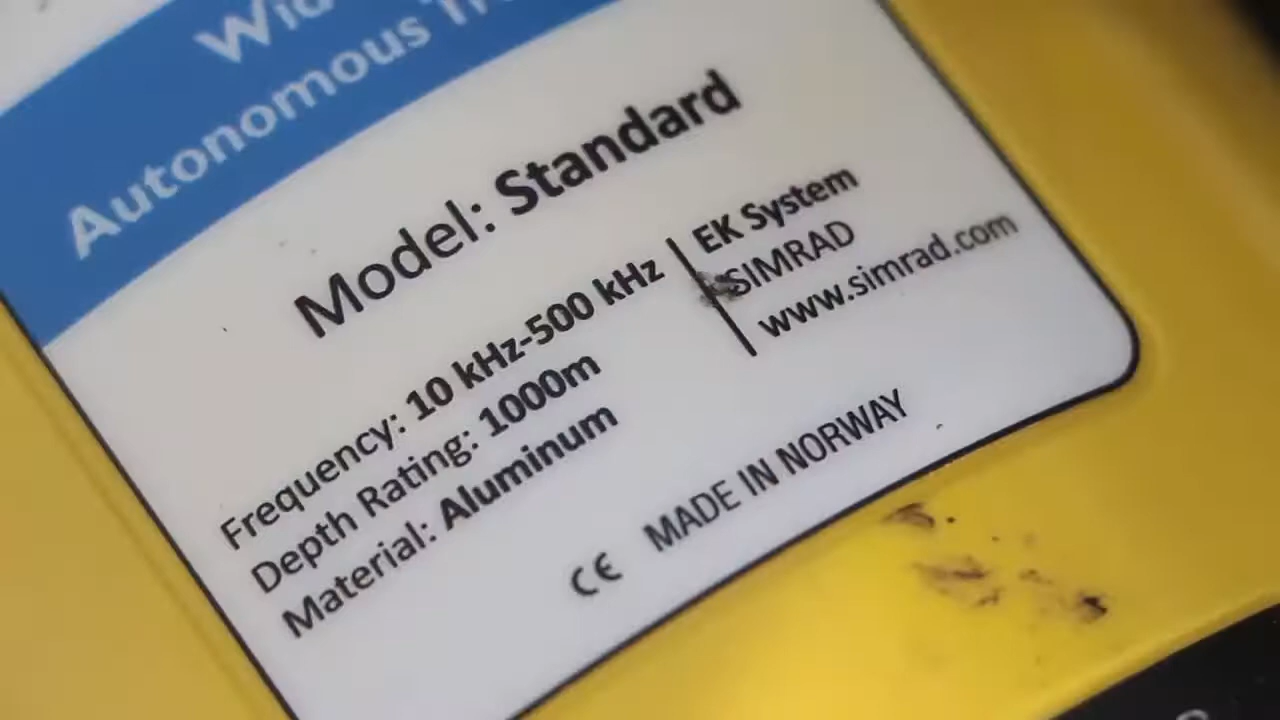 Autonomous
Model: Standard
Frequency: 10 kHz-500 kHz
Depth Rating: 1000m
Material: Aluminum
EK System
SIMRAD
www.simrad.com
CE MADE IN NORWAY